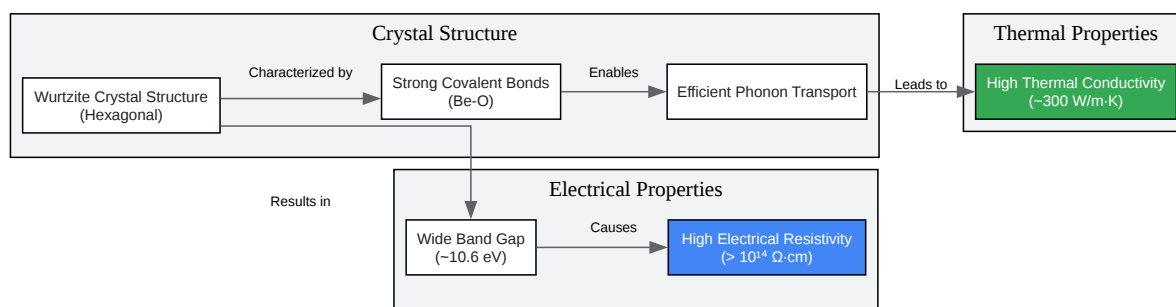 Crystal Structure
Thermal Properties
Wurtzite Crystal Structure
(Hexagonal)
Characterized by
Strong Covalent Bonds
(Be-O)
Enables
Efficient Phonon Transport
Leads to
High Thermal Conductivity
(~300 W/m·K)
Results in
Electrical Properties
Wide Band Gap
(~10.6 eV)
Causes
High Electrical Resistivity
(> 10¹⁴ Ω·cm)